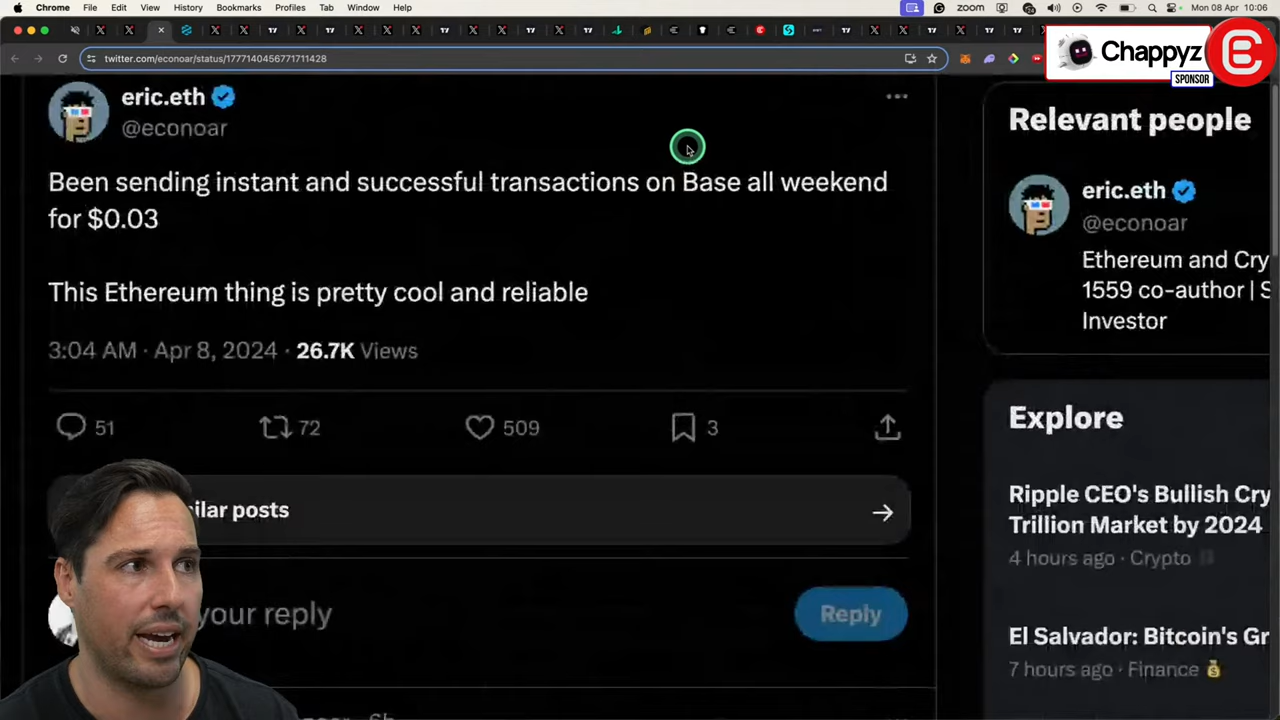 Chrome File Edit View History Bookmarks Profiles Tab Window Help zoom Mon 08 Apr 10:06
twitter.com/econoar/status/1777140456771711428
Chappyz
SPONSOR
eric.eth
@econoar
Been sending instant and successful transactions on Base all weekend
for $0.03
This Ethereum thing is pretty cool and reliable
3:04 AM · Apr 8, 2024 · 26.7K Views
51 72 509 3
ilar posts
your reply
Reply
Relevant people
eric.eth
@econoar
Ethereum and Cry
1559 co-author | S
Investor
Explore
Ripple CEO's Bullish Cry
Trillion Market by 2024
4 hours ago · Crypto
El Salvador: Bitcoin's Gr
7 hours ago · Finance 💰